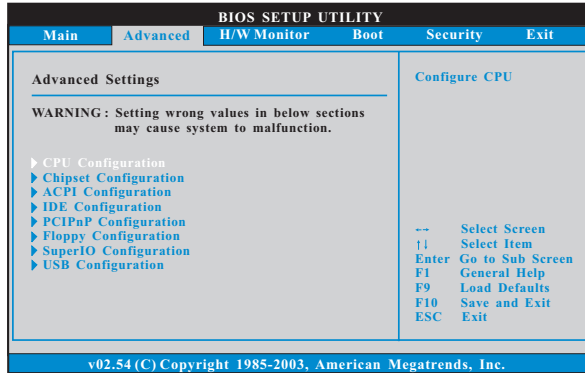 BIOS SETUP UTILITY
Main Advanced H/W Monitor Boot Security Exit
Advanced Settings
WARNING : Setting wrong values in below sections
may cause system to malfunction.
CPU Configuration
Chipset Configuration
ACPI Configuration
IDE Configuration
PCIPnP Configuration
Floppy Configuration
SuperIO Configuration
USB Configuration
Configure CPU
←→ Select Screen
↑↓ Select Item
Enter Go to Sub Screen
F1 General Help
F9 Load Defaults
F10 Save and Exit
ESC Exit
v02.54 (C) Copyright 1985-2003, American Megatrends, Inc.